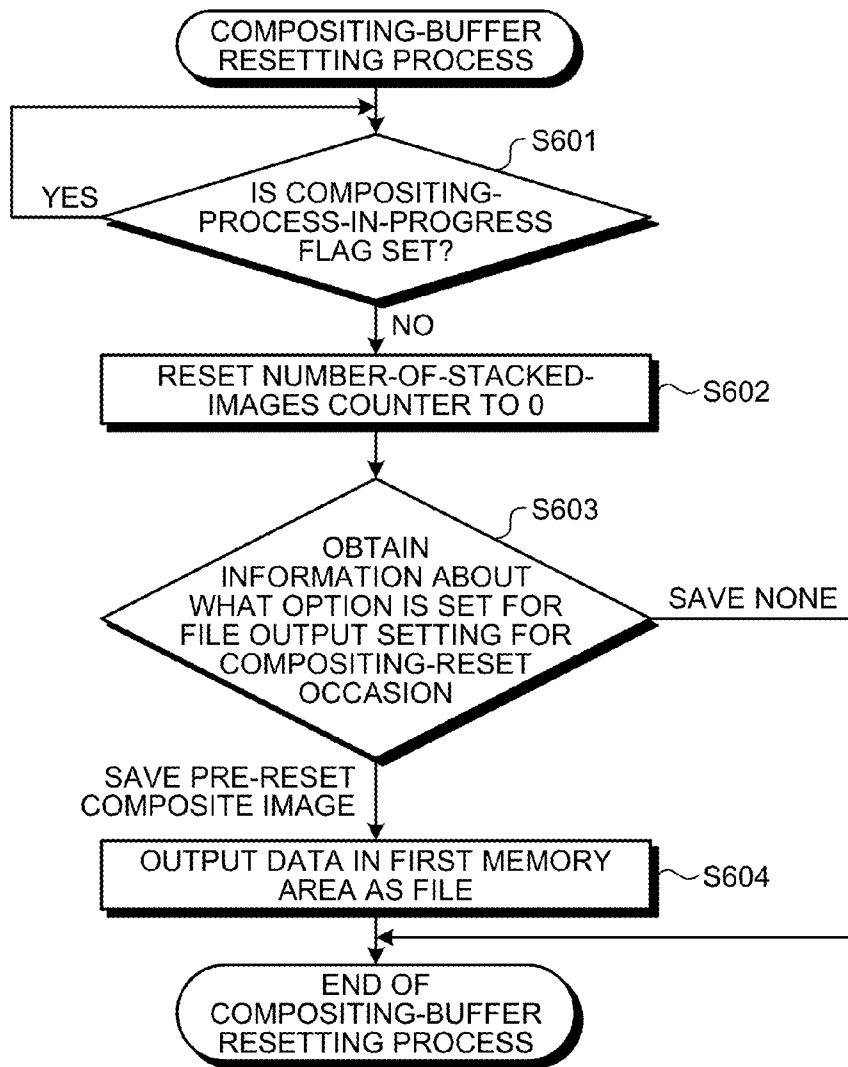 COMPOSITING-BUFFER
RESETTING PROCESS
S601
YES
IS COMPOSITING-
PROCESS-IN-PROGRESS
FLAG SET?
NO
RESET NUMBER-OF-STACKED-
IMAGES COUNTER TO 0
S602
S603
OBTAIN
INFORMATION ABOUT
WHAT OPTION IS SET FOR
FILE OUTPUT SETTING FOR
COMPOSITING-RESET
OCCASION
SAVE NONE
SAVE PRE-RESET
COMPOSITE IMAGE
OUTPUT DATA IN FIRST MEMORY
AREA AS FILE
S604
END OF
COMPOSITING-BUFFER
RESETTING PROCESS